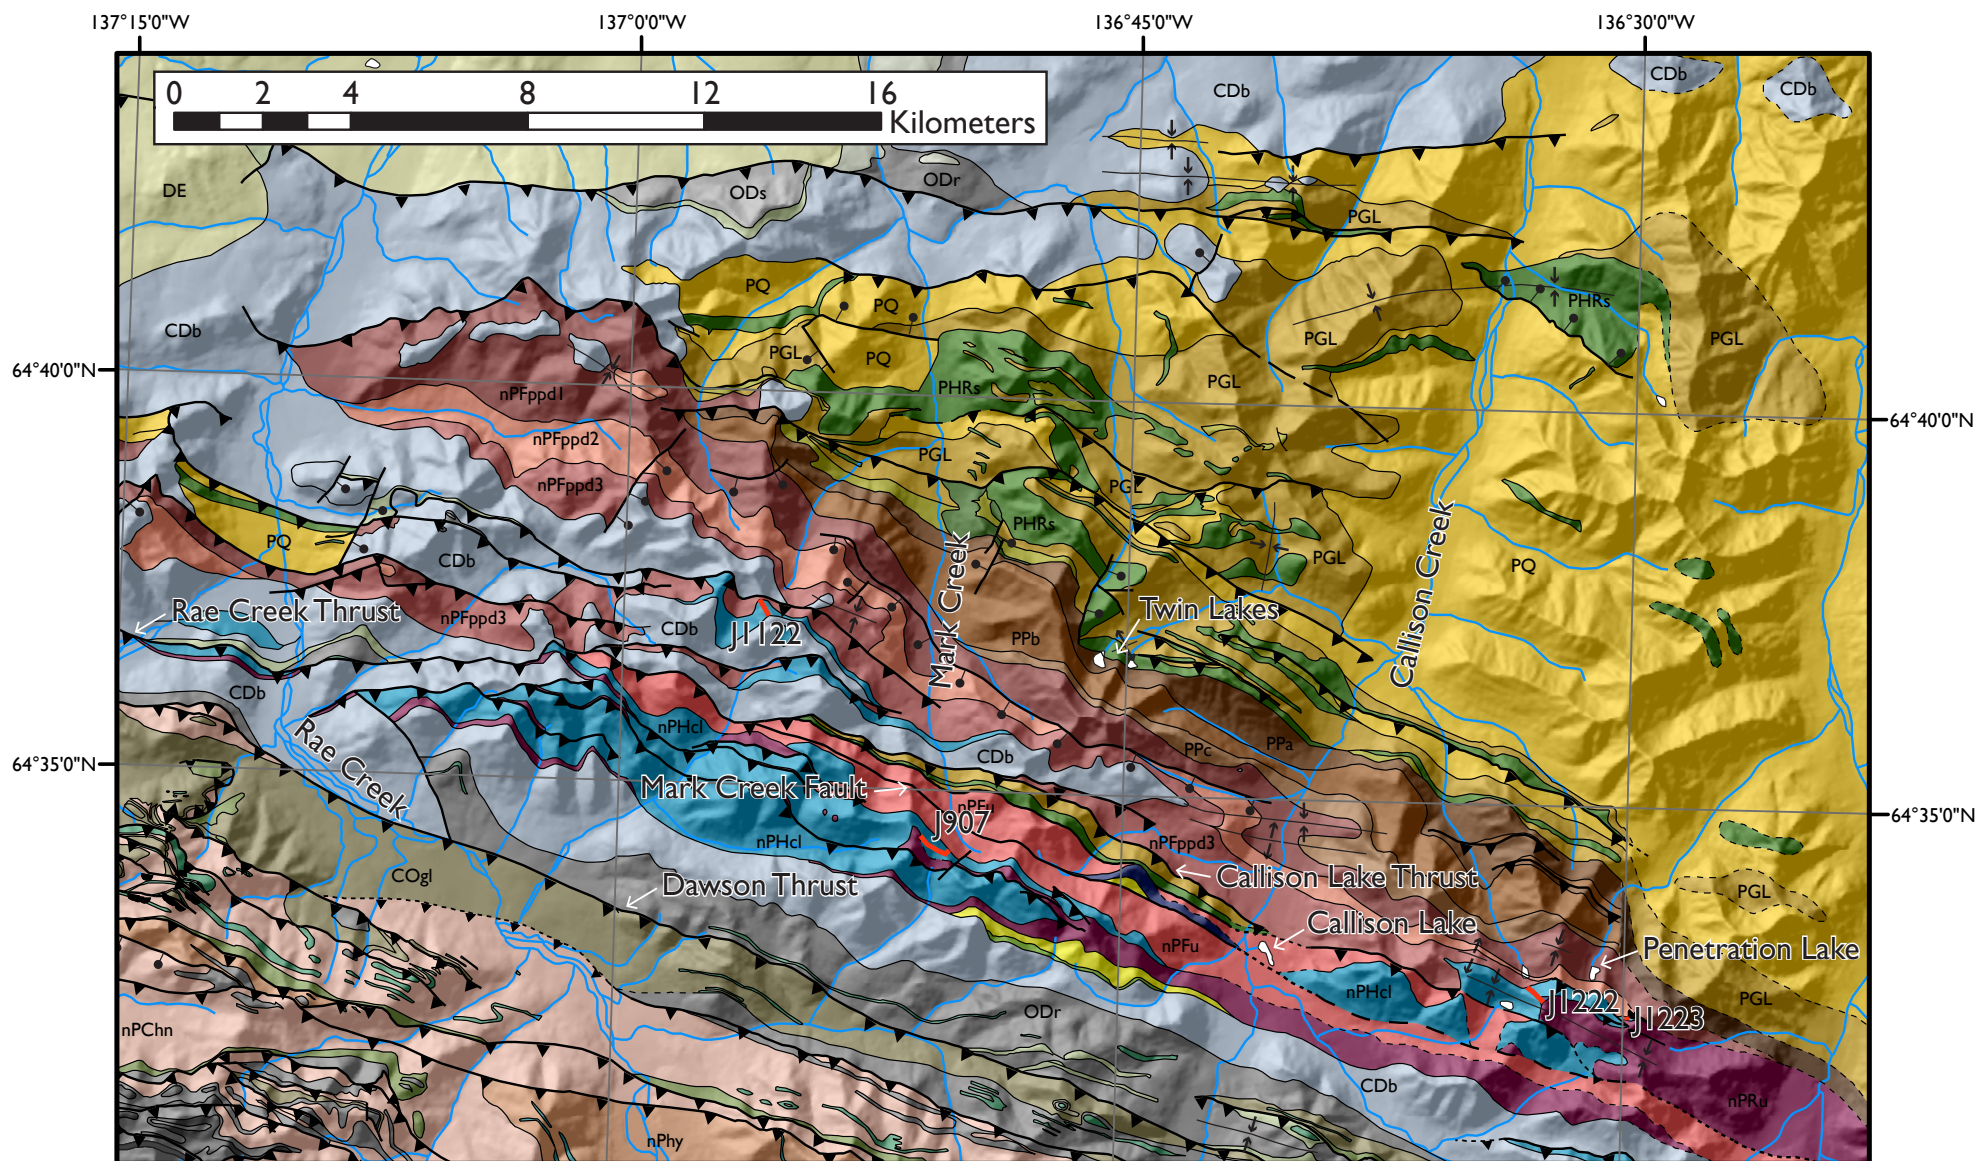 137°15'0"W 137°0'0"W 136°45'0"W 136°30'0"W
0 2 4 8 12 16
Kilometers
CDb CDb CDb
DE ODs ODr
PGL
PQ PQ PHRs
CDb PGL PQ PGL PGL
64°40'0"N
nPFppd1 PHRs PGL
64°40'0"N
nPFppd2
PGL
nPFppd3 PGL
PHRs
PQ CDb PGL PQ
Mark Creek
Callison Creek
Rae Creek Thrust
nPFppd3 CDb J1122 PPb Twin Lakes
CDb
nPHcl
Rae Creek
CDb PPc PPa
64°35'0"N
Mark Creek Fault
nPFu
J907
64°35'0"N
nPHcl nPFppd3
COgl
Dawson Thrust
Callison Lake Thrust
PGL
Callison Lake
nPFu
Penetration Lake
nPHcl
PGL
J1222
J1223
nPChn
ODr
CDb
nPRu
nPhy